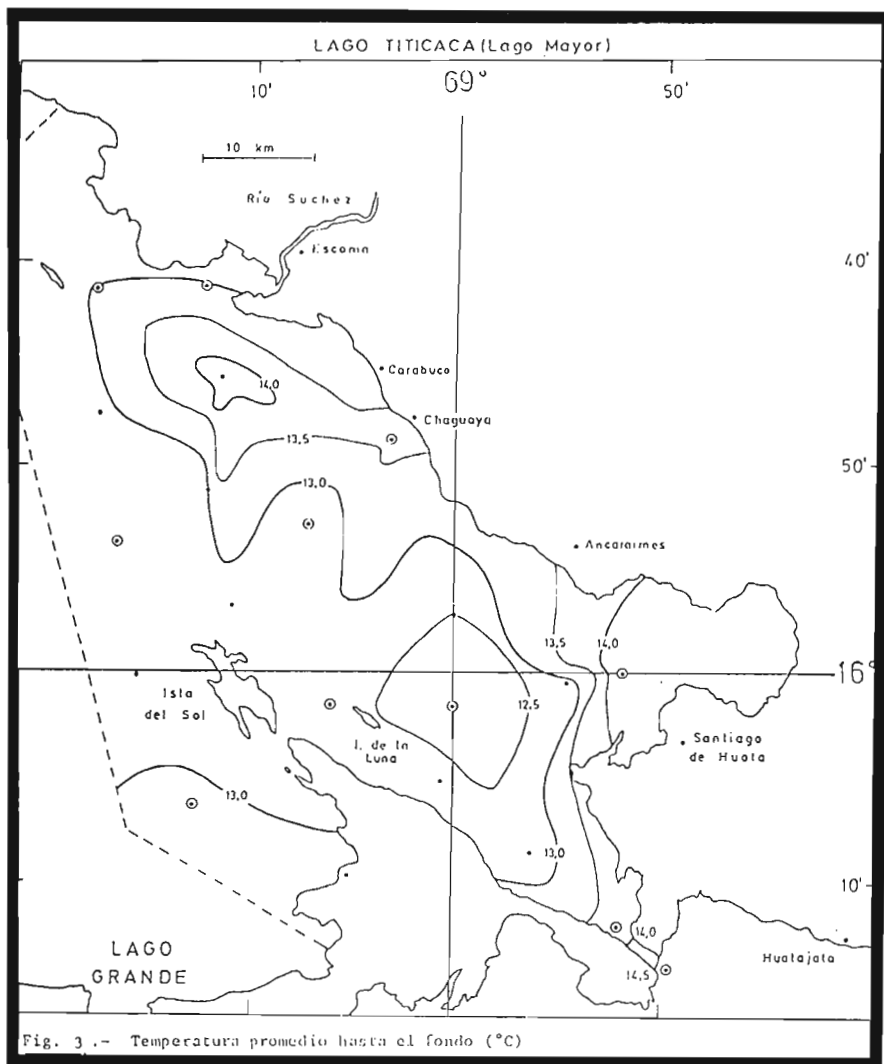 LAGO TITICACA (Lago Mayor)
10'
69°
50'
10 km
Río Suchez
Escoma
40'
Carabuco
14,0
Chaguaya
13,5
50'
13,0
Ancaraimes
13,5
14,0
16°
Isla
del Sol
12,5
I. de la
Luna
Santiago
de Huata
13,0
13,0
10'
14,0
Huatajata
LAGO
GRANDE
14,5
Fig. 3 .- Temperatura promedio hasta el fondo (°C)